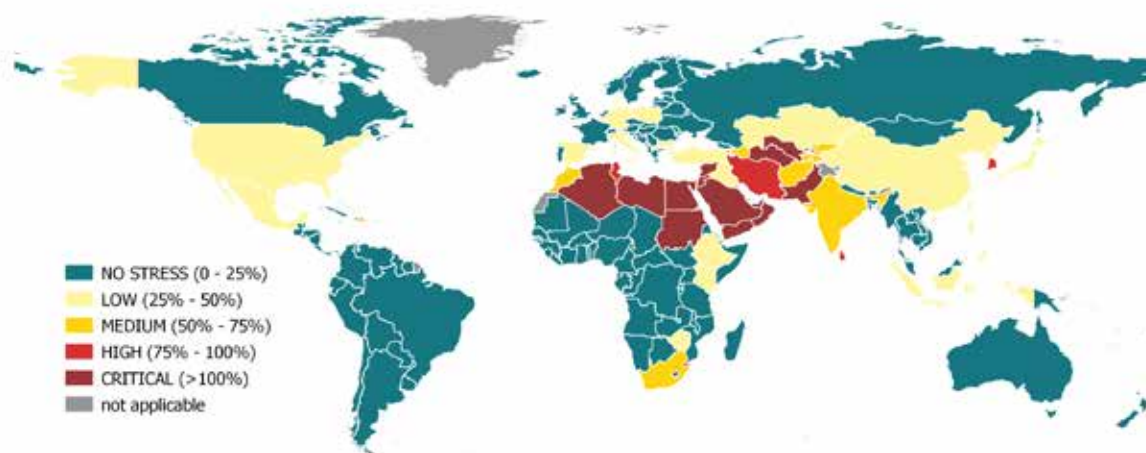 NO STRESS (0 - 25%)
LOW (25% - 50%)
MEDIUM (50% - 75%)
HIGH (75% - 100%)
CRITICAL (>100%)
not applicable